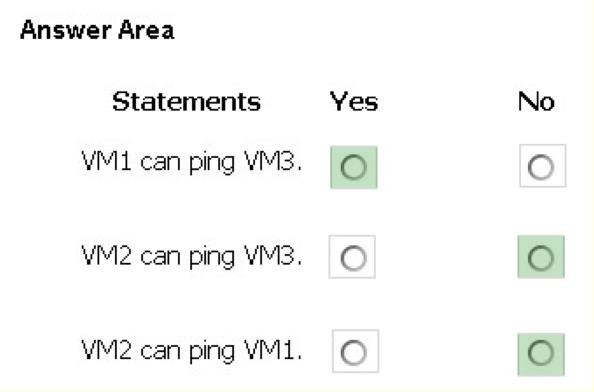 Answer Area
Statements Yes No
VM1 can ping VM3.
VM2 can ping VM3.
VM2 can ping VM1.